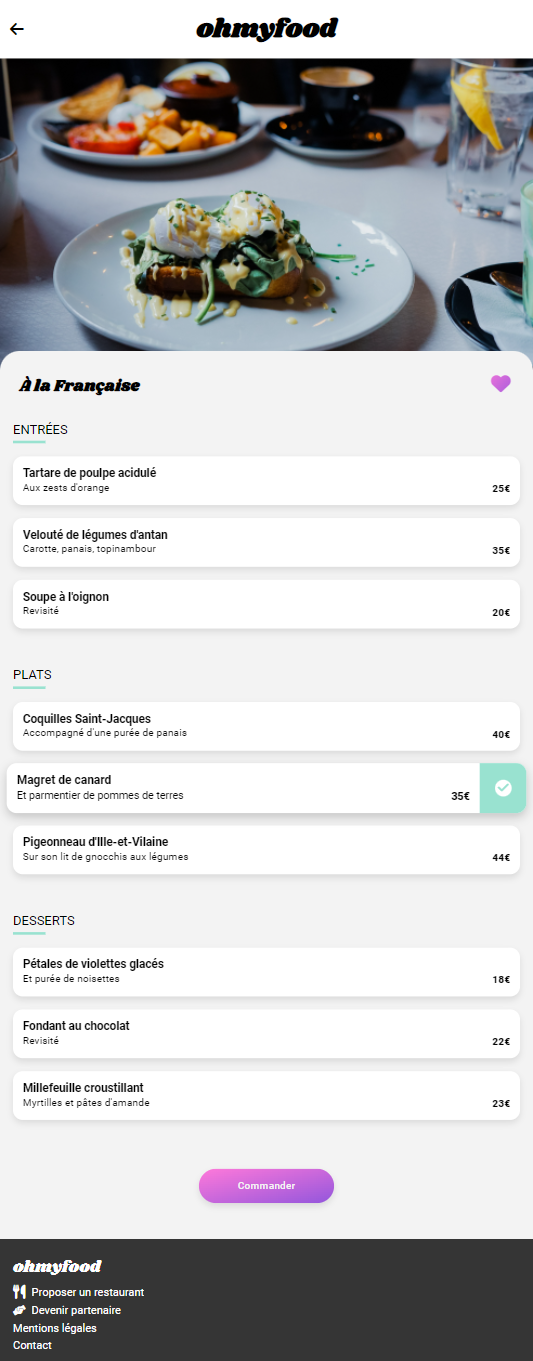 ohmyfood
À la Française
ENTRÉES
Tartare de poulpe acidulé
Aux zests d'orange
25€
Velouté de légumes d'antan
Carotte, panais, topinambour
35€
Soupe à l'oignon
Revisité
20€
PLATS
Coquilles Saint-Jacques
Accompagné d'une purée de panais
40€
Magret de canard
Et parmentier de pommes de terres
35€
Pigeonneau d'Ille-et-Vilaine
Sur son lit de gnocchis aux légumes
44€
DESSERTS
Pétales de violettes glacés
Et purée de noisettes
18€
Fondant au chocolat
Revisité
22€
Millefeuille croustillant
Myrtilles et pâtes d'amande
23€
Commander
ohmyfood
Proposer un restaurant
Devenir partenaire
Mentions légales
Contact